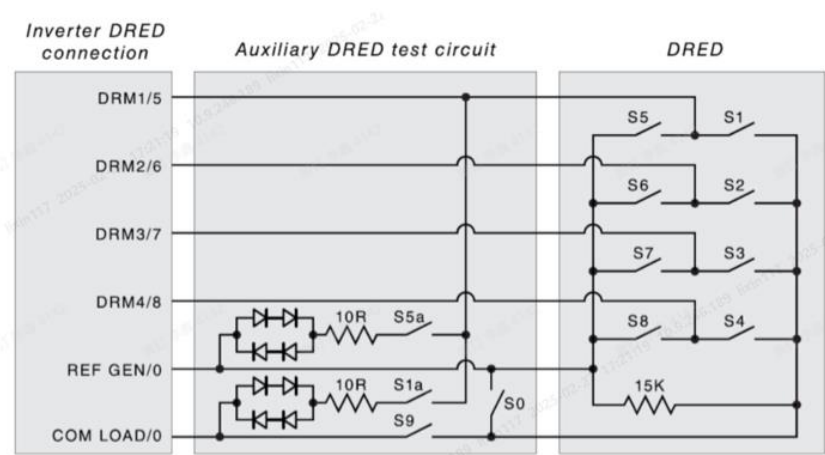 Inverter DRED
connection
Auxiliary DRED test circuit
DRED
DRM1/5
S5
S1
DRM2/6
S6
S2
DRM3/7
S7
S3
DRM4/8
10R
S5a
S8
S4
REF GEN/0
10R
S1a
S0
15K
S9
COM LOAD/0